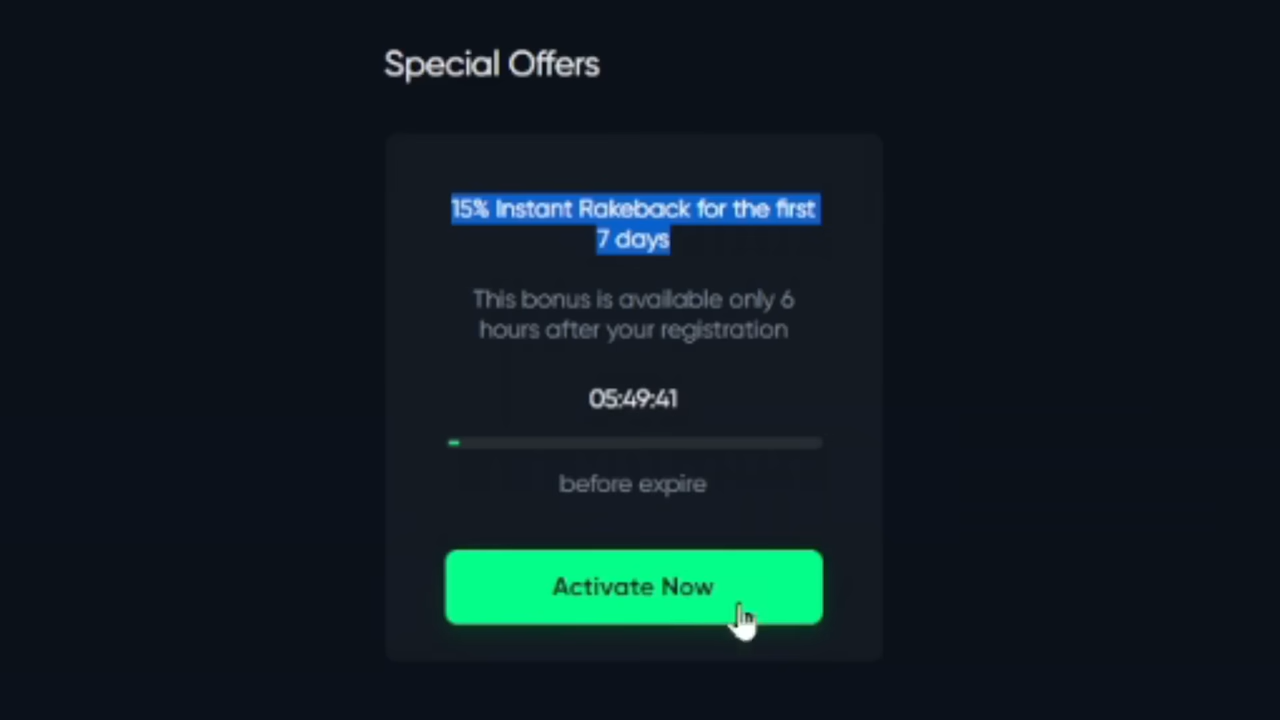 Special Offers
15% Instant Rakeback for the first
7 days
This bonus is available only 6
hours after your registration
05:49:41
before expire
Activate Now